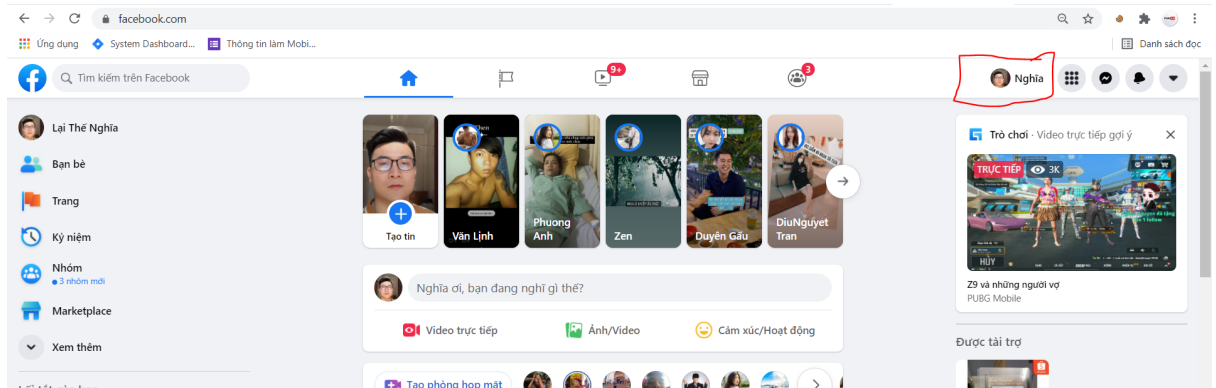 facebook.com
Ứng dụng
System Dashboard...
Thông tin làm Mobi...
Danh sách đọc
Tìm kiếm trên Facebook
9+
3
Nghĩa
Lại Thế Nghĩa
Bạn bè
Trang
Kỷ niệm
Nhóm
3 nhóm mới
Marketplace
Xem thêm
Tạo tin
Văn Lịnh
Phuong
Anh
Zen
Duyên Gấu
DiuNguyet
Tran
Nghĩa ơi, bạn đang nghĩ gì thế?
Video trực tiếp
Ảnh/Video
Cảm xúc/Hoạt động
Tạo phòng họp mặt
Trò chơi · Video trực tiếp gợi ý
TRỰC TIẾP
3K
HUY
Z9 và những người vợ
PUBG Mobile
Được tài trợ